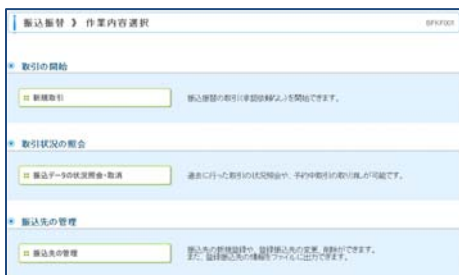 振込振替 》 作業内容選択
BFKF001
取引の開始
新規取引
振込振替の取引(承認依頼なし)を開始できます。
取引状況の照会
振込データの状況照会・取消
過去に行った取引の状況照会や、予約中取引の取り消しが可能です。
振込先の管理
振込先の管理
振込先の新規登録や、登録振込先の変更、削除ができます。
また、登録振込先の情報をファイルに出力できます。